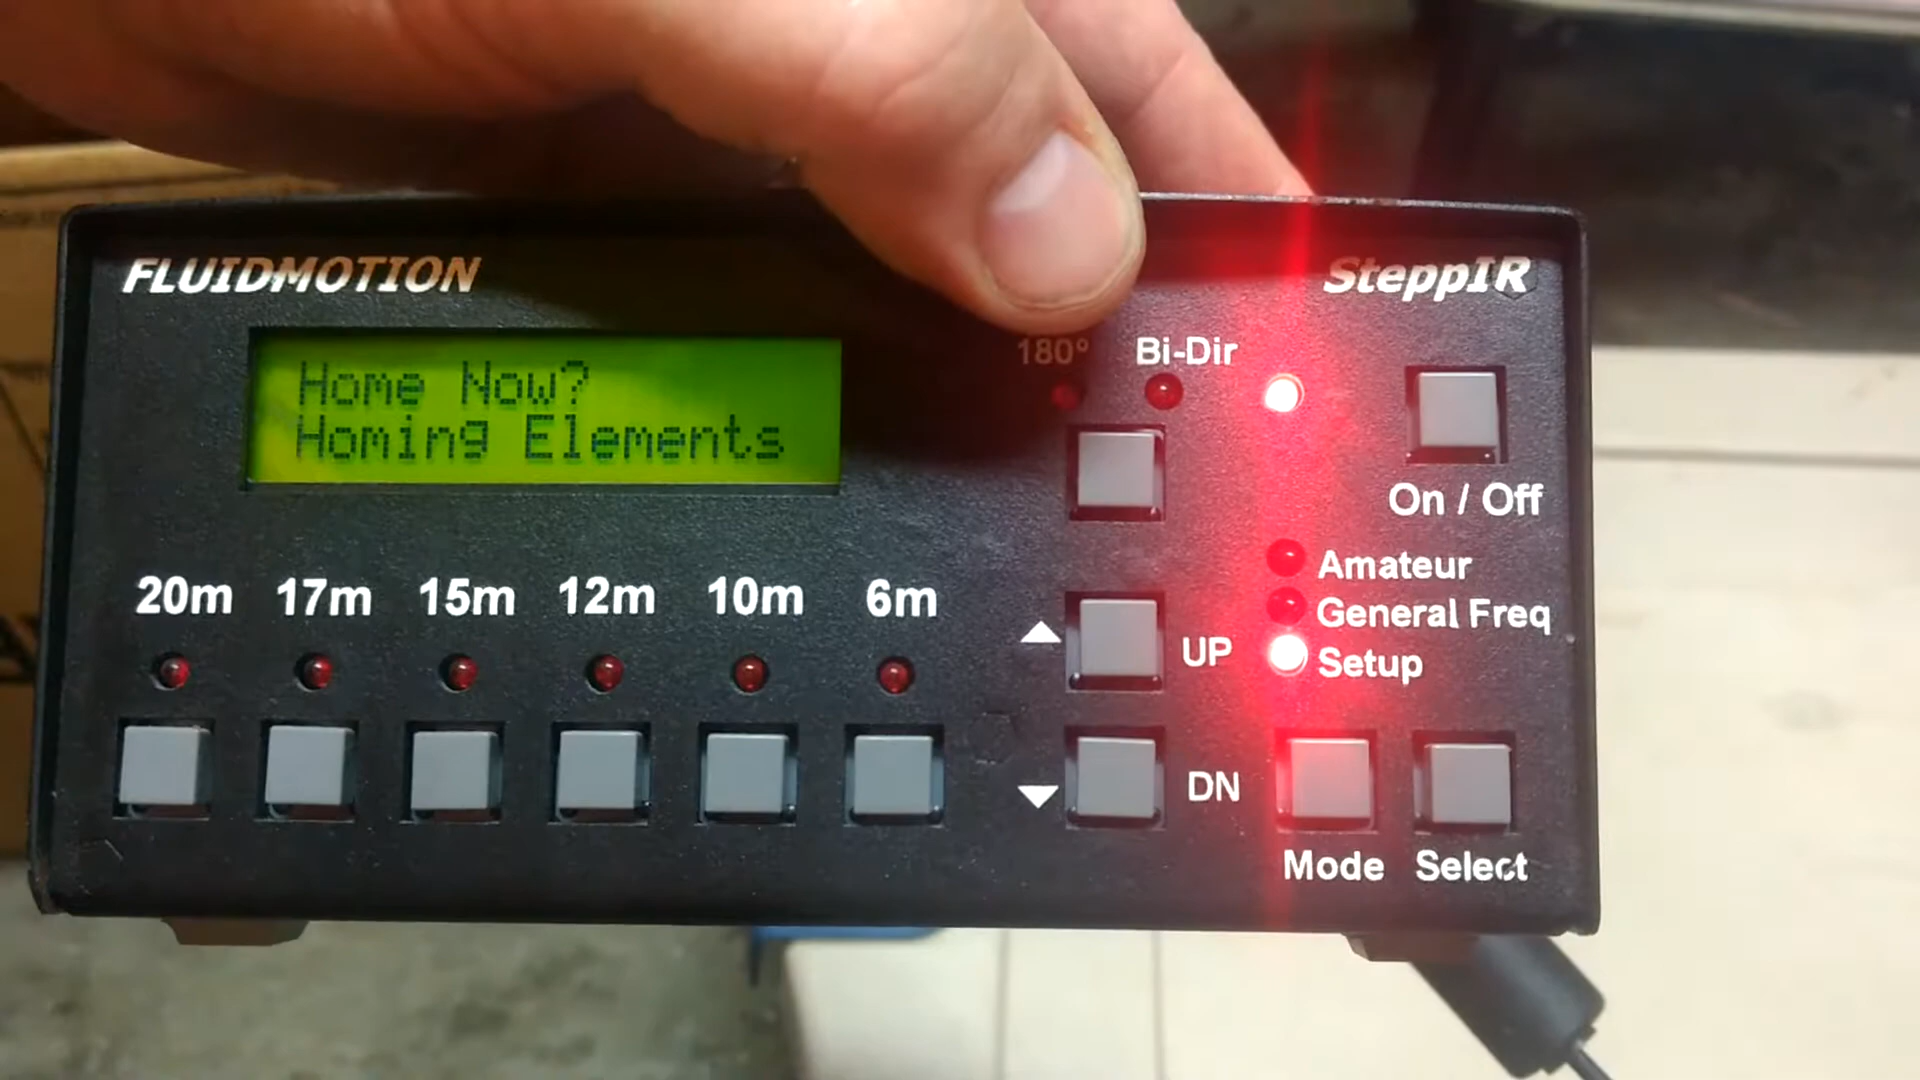 FLUIDMOTION
SteppIR
Home Now?
Homing Elements
180°
Bi-Dir
On / Off
Amateur
General Freq
Setup
20m 17m 15m 12m 10m 6m
UP
DN
Mode Select